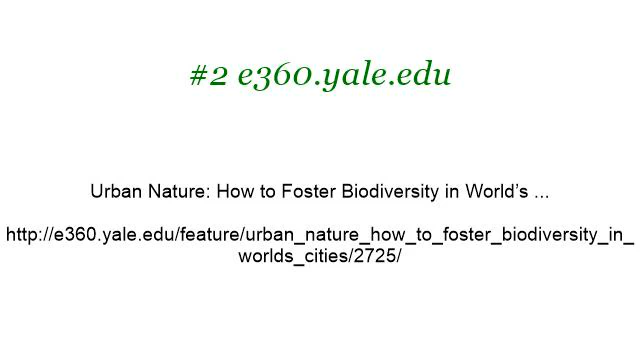 #2 e360.yale.edu
Urban Nature: How to Foster Biodiversity in World’s ...
http://e360.yale.edu/feature/urban_nature_how_to_foster_biodiversity_in_
worlds_cities/2725/